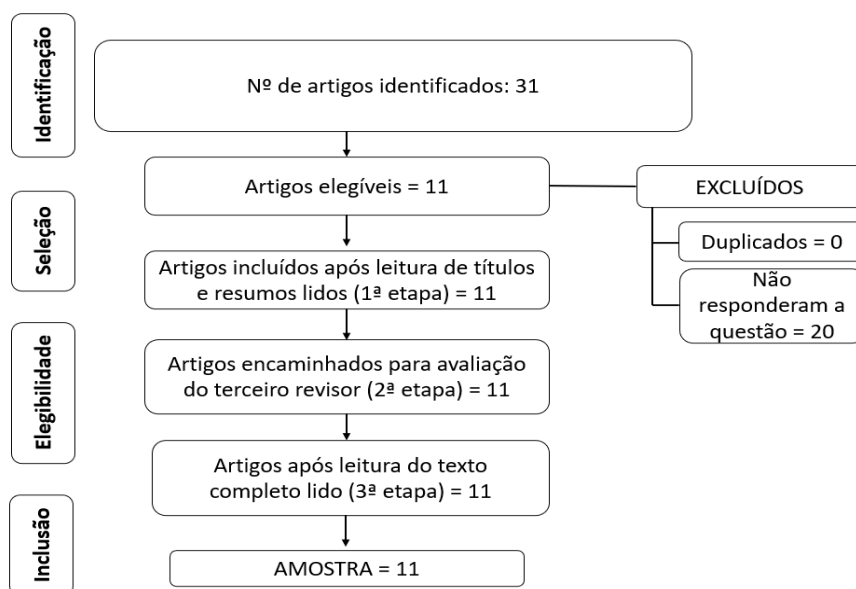 Identificação
Nº de artigos identificados: 31
Seleção
Artigos elegíveis = 11
EXCLUÍDOS
Duplicados = 0
Não
responderam a
questão = 20
Artigos incluídos após leitura de títulos
e resumos lidos (1ª etapa) = 11
Elegibilidade
Artigos encaminhados para avaliação
do terceiro revisor (2ª etapa) = 11
Artigos após leitura do texto
completo lido (3ª etapa) = 11
Inclusão
AMOSTRA = 11